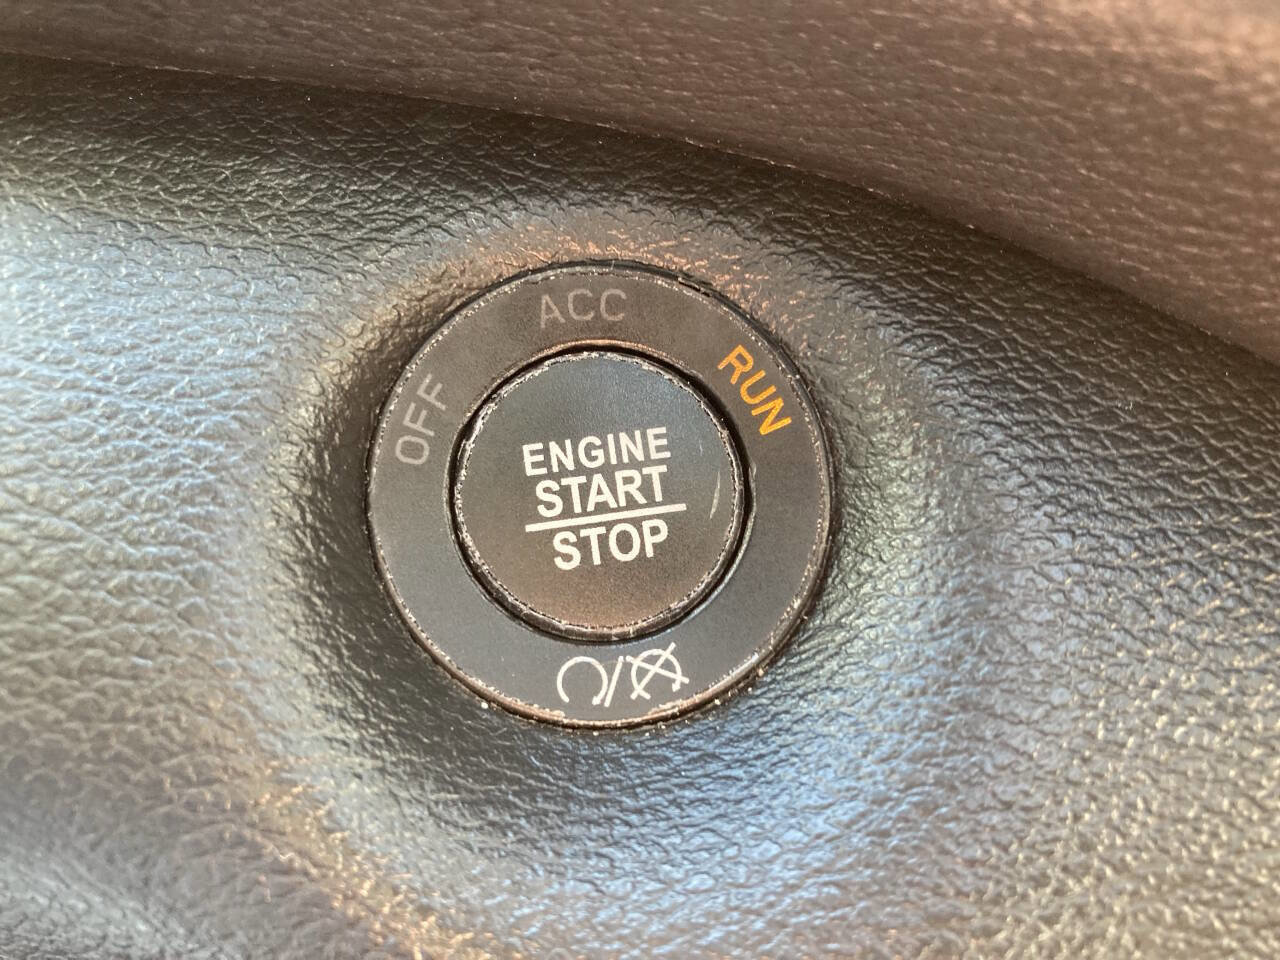 ACC
OFF
RUN
ENGINE
START
STOP